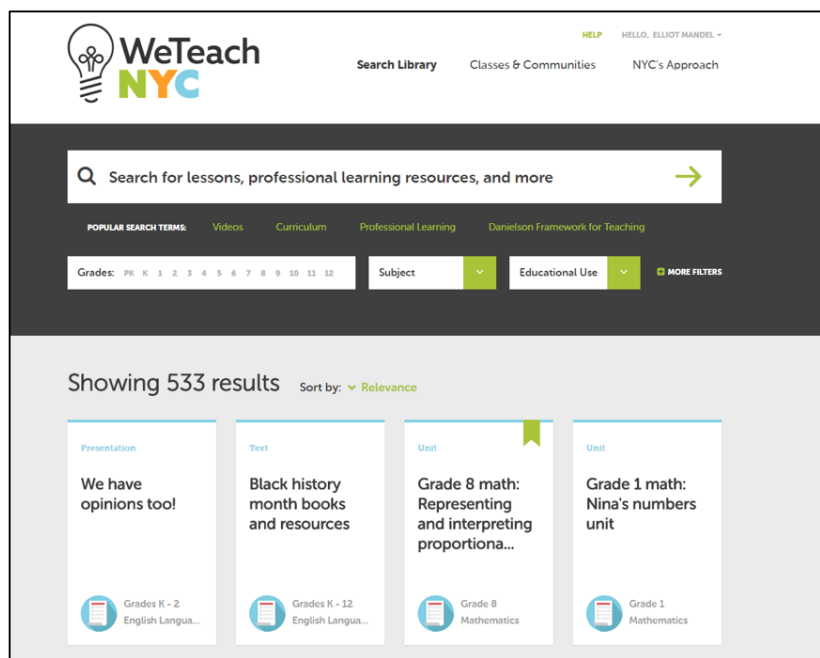 WeTeach
NYC
HELP HELLO, ELLIOT MANDEL
Search Library Classes & Communities NYC's Approach
Search for lessons, professional learning resources, and more
POPULAR SEARCH TERMS: Videos Curriculum Professional Learning Danielson Framework for Teaching
Grades: PK K 1 2 3 4 5 6 7 8 9 10 11 12 Subject Educational Use MORE FILTERS
Showing 533 results Sort by: Relevance
Presentation
We have
opinions too!
Grades K - 2
English Langua...
Text
Black history
month books
and resources
Grades K - 12
English Langua...
Unit
Grade 8 math:
Representing
and interpreting
proportiona...
Grade 8
Mathematics
Unit
Grade 1 math:
Nina's numbers
unit
Grade 1
Mathematics